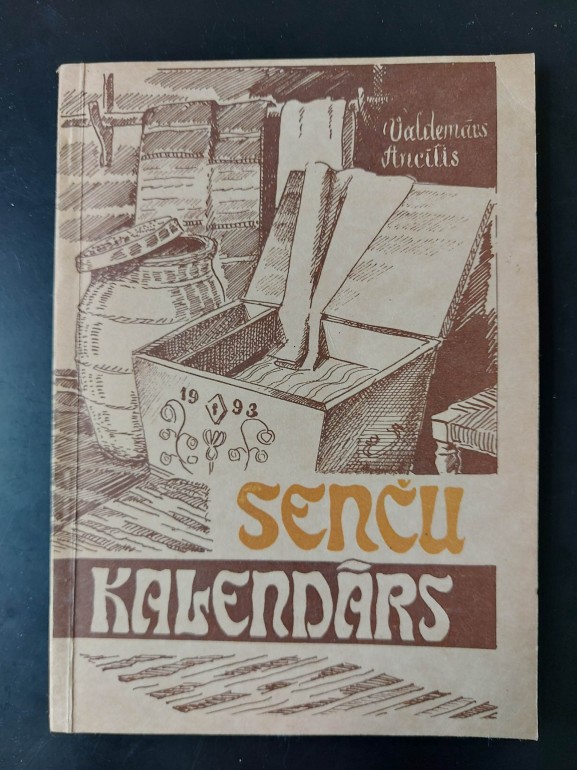 Valdemārs
Ancītis
19 93
SENČU
KALENDĀRS